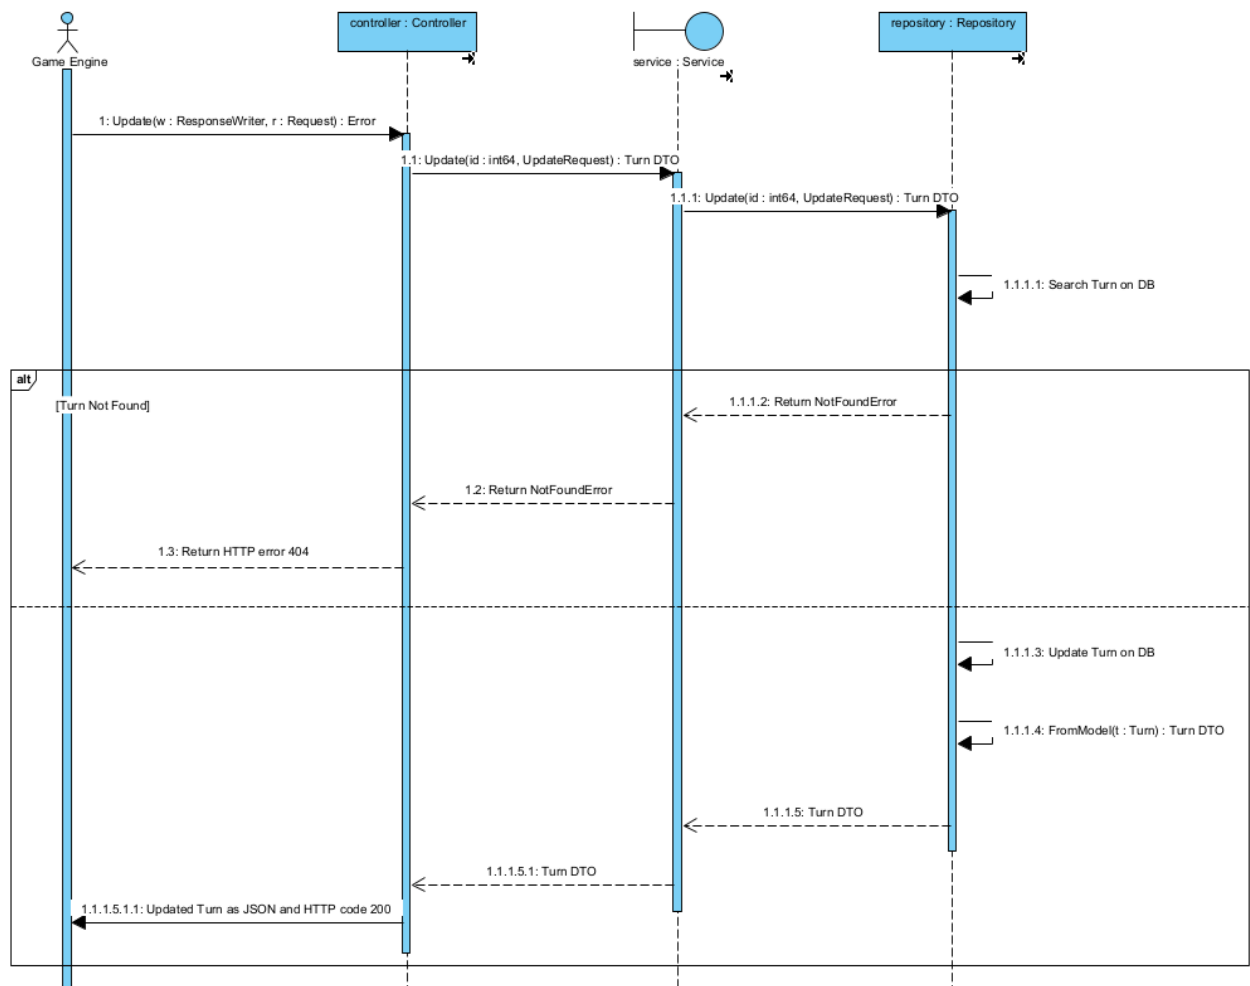 controller : Controller
repository : Repository
Game Engine
service : Service
1: Update(w : ResponseWriter, r : Request) : Error
1.1: Update(id : int64, UpdateRequest) : Turn DTO
1.1.1: Update(id : int64, UpdateRequest) : Turn DTO
1.1.1.1: Search Turn on DB
alt
[Turn Not Found]
1.1.1.2: Return NotFoundError
1.2: Return NotFoundError
1.3: Return HTTP error 404
1.1.1.3: Update Turn on DB
1.1.1.4: FromModel(t : Turn) : Turn DTO
1.1.1.5: Turn DTO
1.1.1.5.1: Turn DTO
1.1.1.5.1.1: Updated Turn as JSON and HTTP code 200